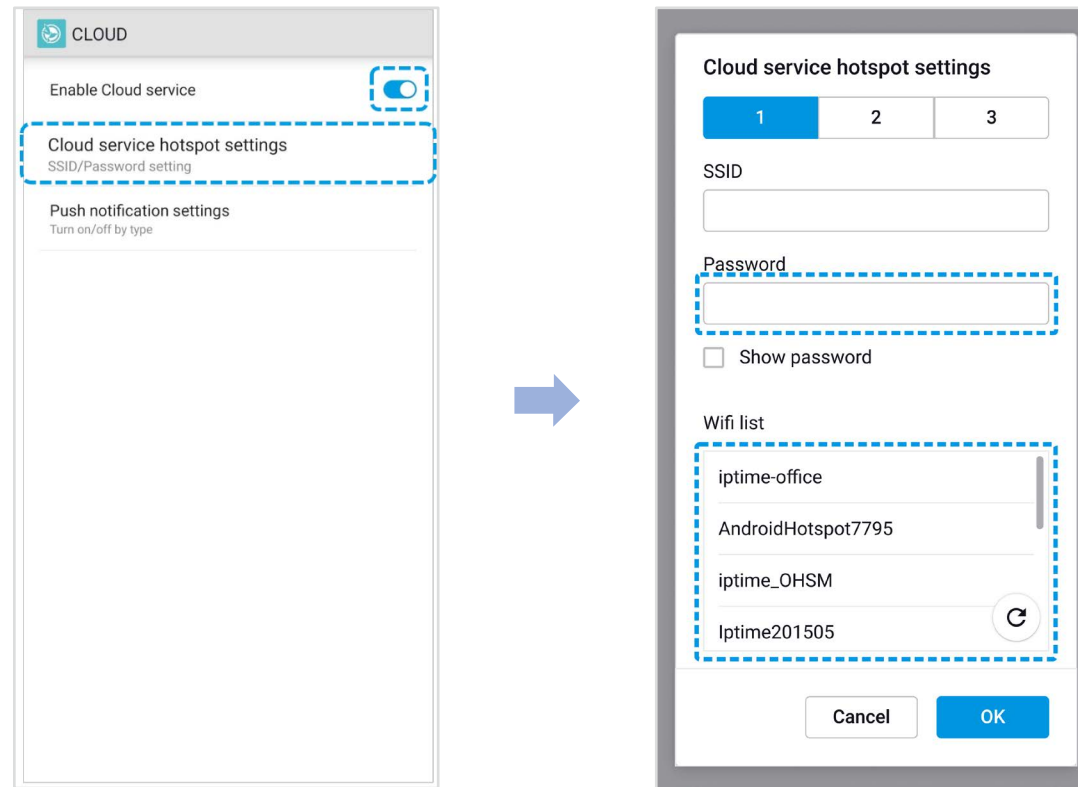 CLOUD
Enable Cloud service
Cloud service hotspot settings
SSID/Password setting
Push notification settings
Turn on/off by type
Cloud service hotspot settings
1 2 3
SSID
Password
Show password
Wifi list
iptime-office
AndroidHotspot7795
iptime_OHSM
Iptime201505
Cancel OK